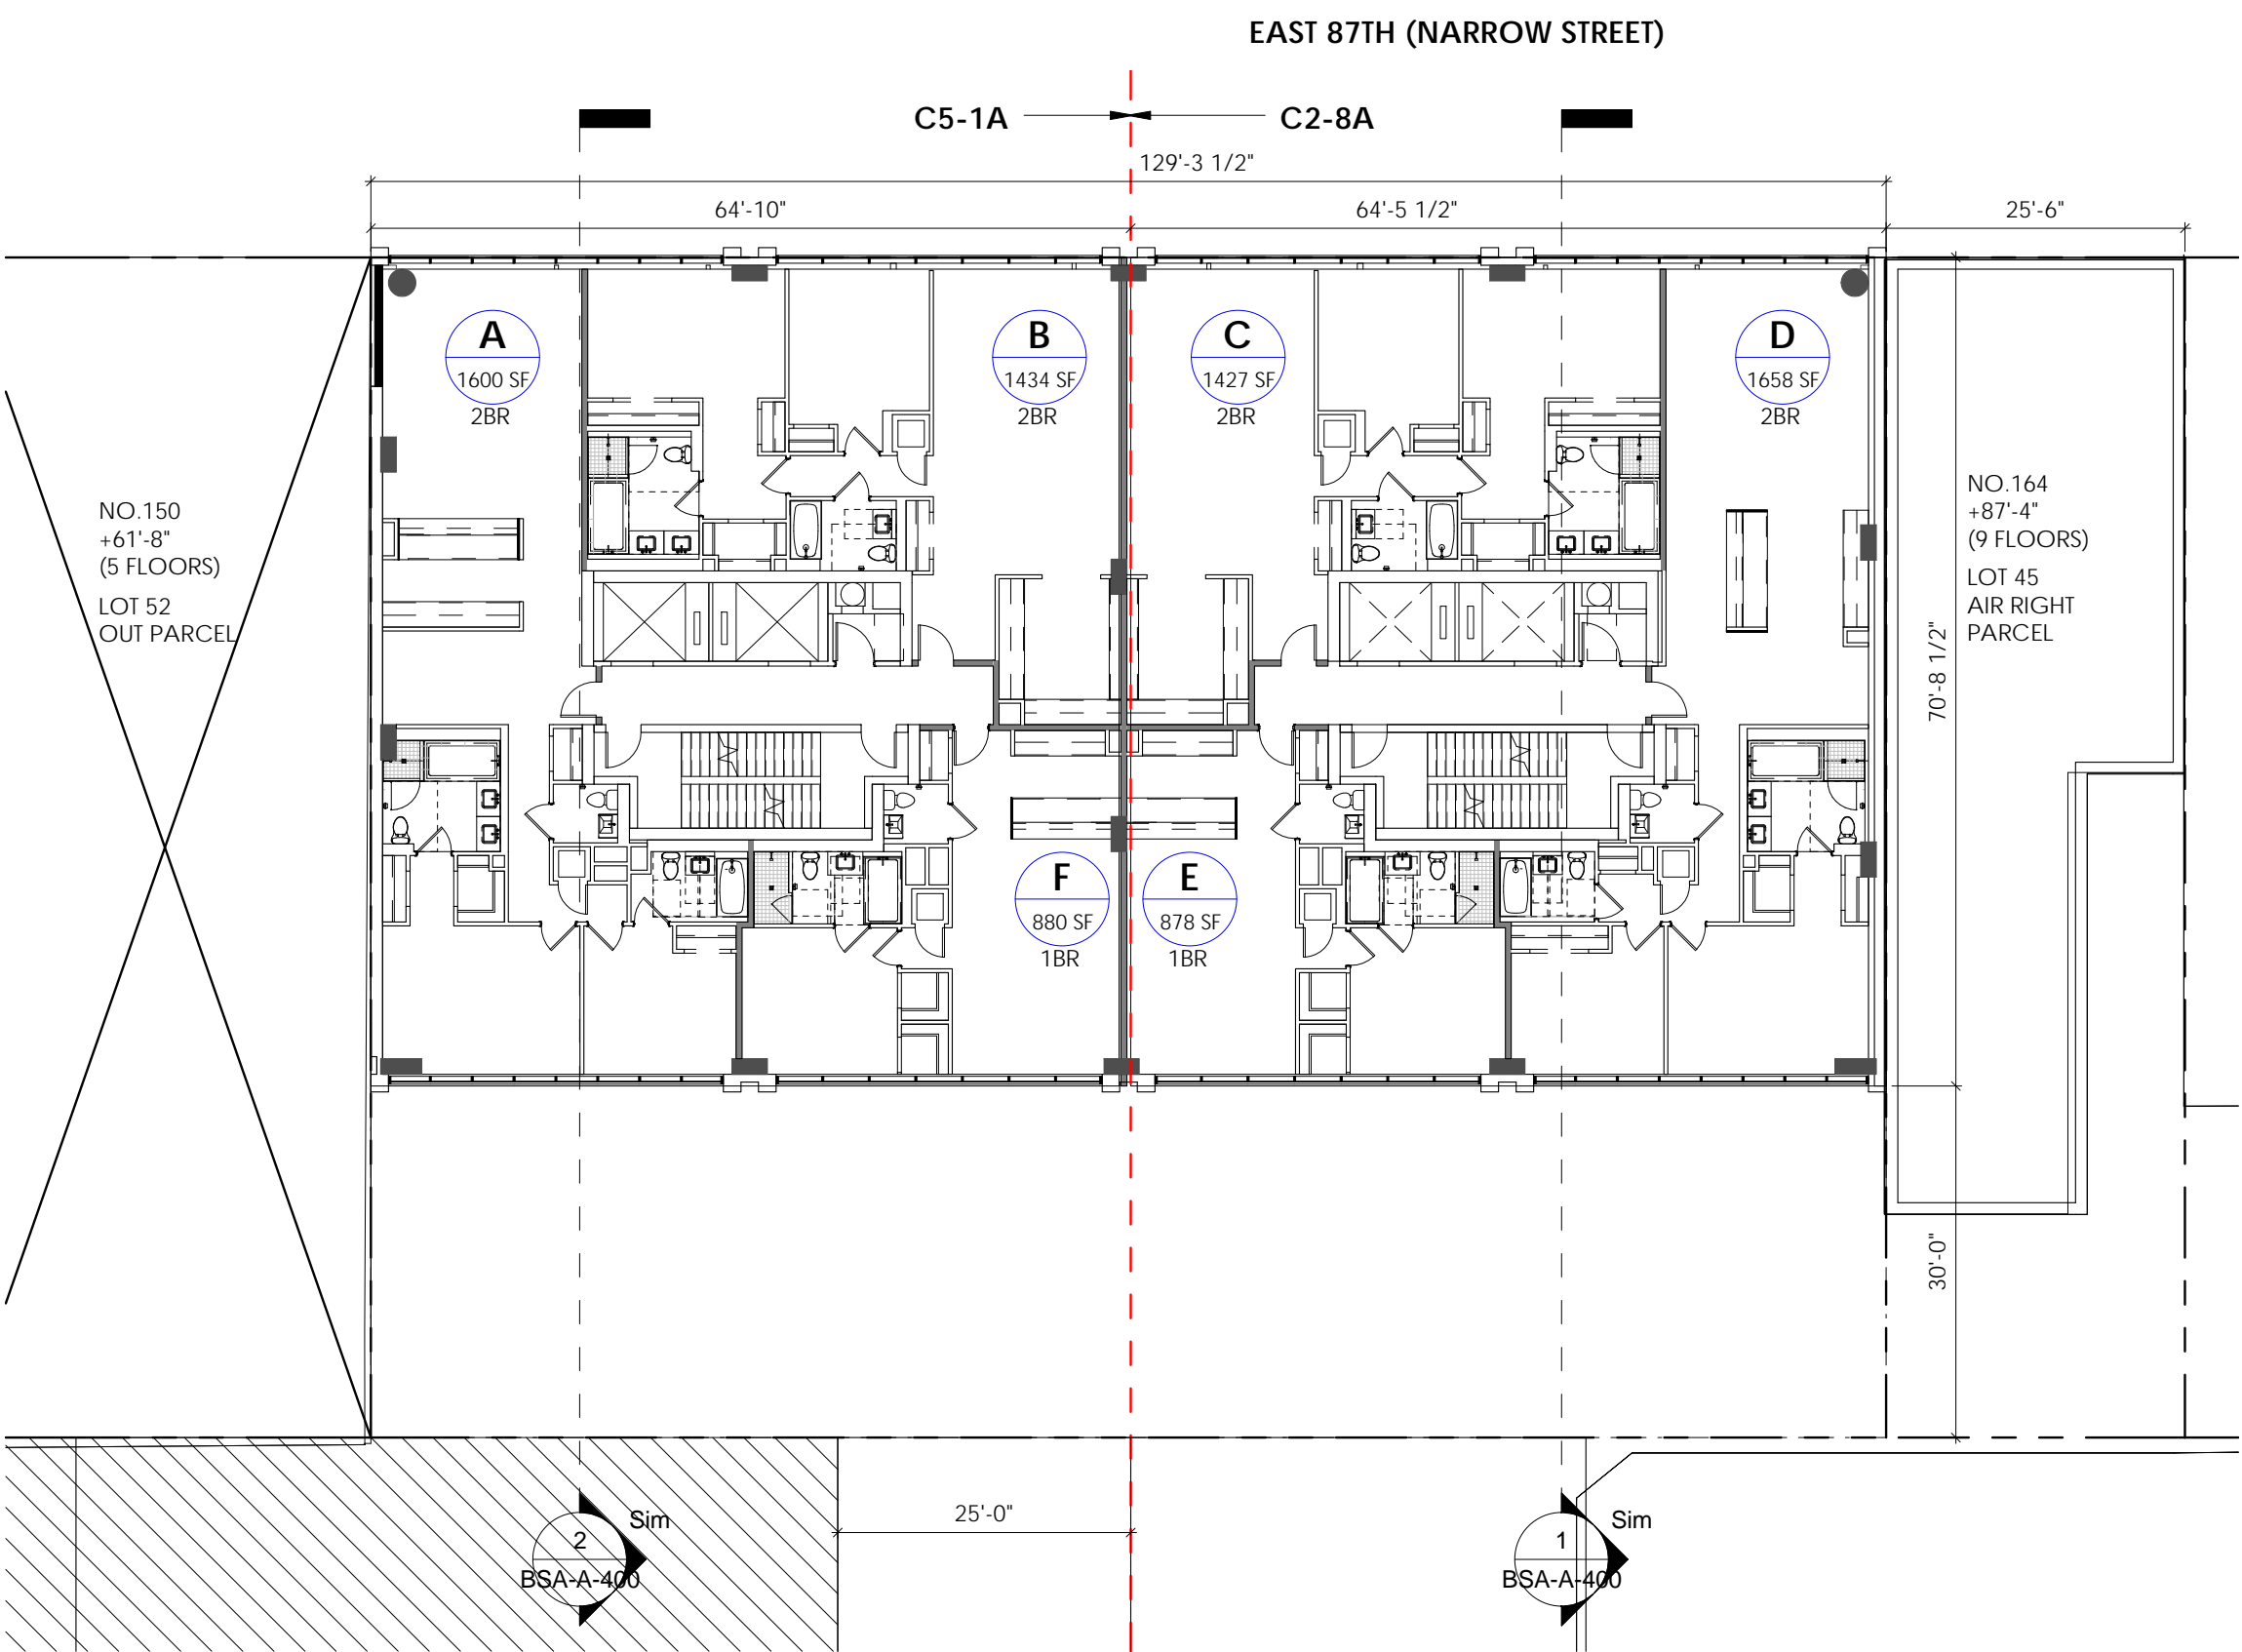 EAST 87TH (NARROW STREET)
C5-1A
C2-8A
129'-3 1/2"
64'-10"
64'-5 1/2"
25'-6"
A
1600 SF
2BR
B
1434 SF
2BR
C
1427 SF
2BR
D
1658 SF
2BR
NO.150
+61'-8"
(5 FLOORS)
LOT 52
OUT PARCEL
NO.164
+87'-4"
(9 FLOORS)
LOT 45
AIR RIGHT
PARCEL
70'-8 1/2"
F
880 SF
1BR
E
878 SF
1BR
30'-0"
25'-0"
2
Sim
BSA-A-400
1
Sim
BSA-A-400